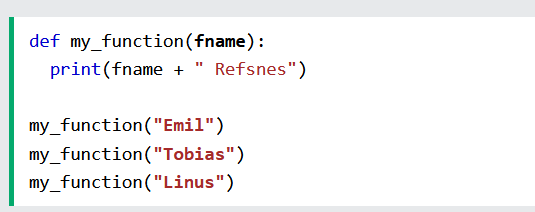 def my_function(fname):
  print(fname + " Refsnes")

my_function("Emil")
my_function("Tobias")
my_function("Linus")